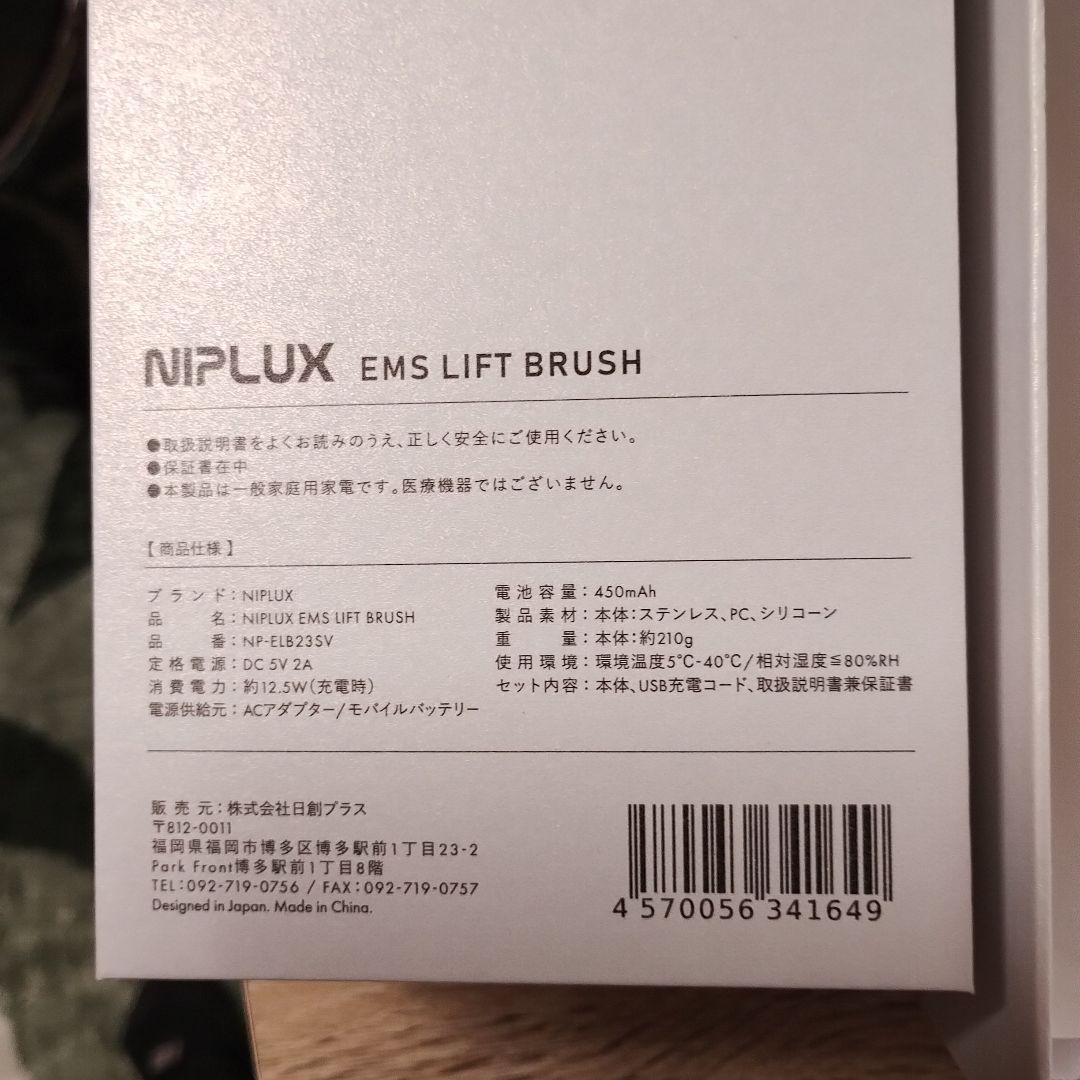 NIPLUX EMS LIFT BRUSH
●取扱説明書をよくお読みのうえ、正しく安全にご使用ください。
●保証書在中
●本製品は一般家庭用家電です。医療機器ではございません。
【商品仕様】
ブランド：NIPLUX
品名：NIPLUX EMS LIFT BRUSH
品番：NP-ELB23SV
定格電源：DC 5V 2A
消費電力：約12.5W（充電時）
電源供給元：ACアダプター/モバイルバッテリー
電池容量：450mAh
製品素材：本体：ステンレス、PC、シリコーン
重量：本体：約210g
使用環境：環境温度5℃-40℃/相対湿度≦80%RH
セット内容：本体、USB充電コード、取扱説明書兼保証書
販売元：株式会社日創プラス
〒812-0011
福岡県福岡市博多区博多駅前1丁目23-2
Park Front博多駅前1丁目8階
TEL：092-719-0756 / FAX：092-719-0757
Designed in Japan. Made in China.
4 570056 341649